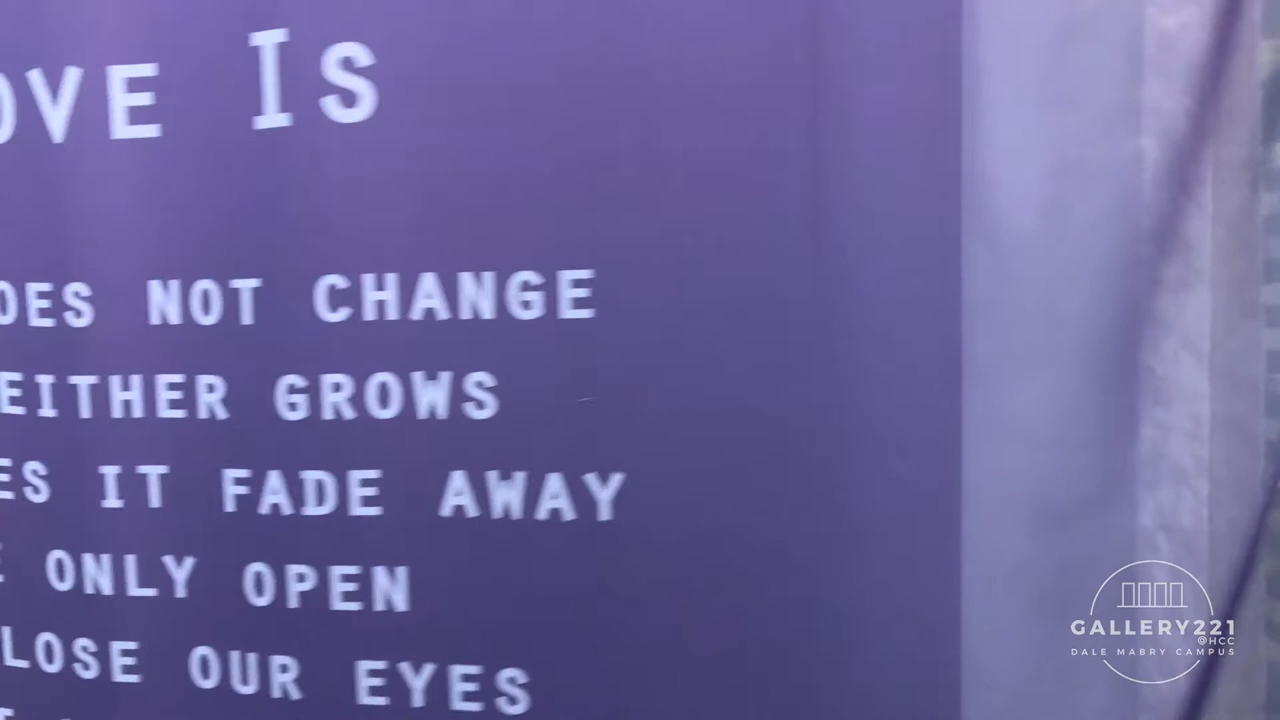 OVE IS
OES NOT CHANGE
EITHER GROWS
ES IT FADE AWAY
ONLY OPEN
LOSE OUR EYES
GALLERY221
@HCC
DALE MABRY CAMPUS